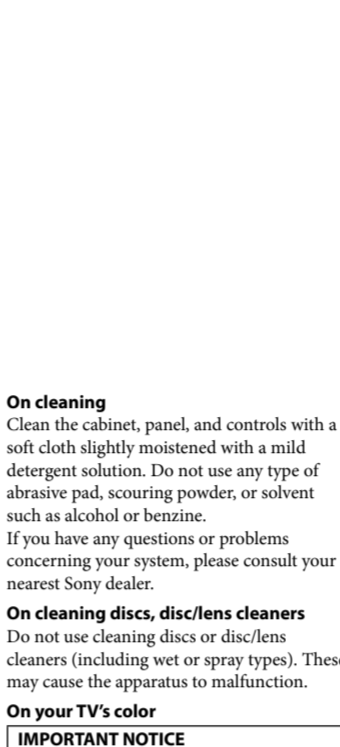 On cleaning
Clean the cabinet, panel, and controls with a
soft cloth slightly moistened with a mild
detergent solution. Do not use any type of
abrasive pad, scouring powder, or solvent
such as alcohol or benzine.
If you have any questions or problems
concerning your system, please consult your
nearest Sony dealer.
On cleaning discs, disc/lens cleaners
Do not use cleaning discs or disc/lens
cleaners (including wet or spray types). These
may cause the apparatus to malfunction.
On your TV's color
IMPORTANT NOTICE